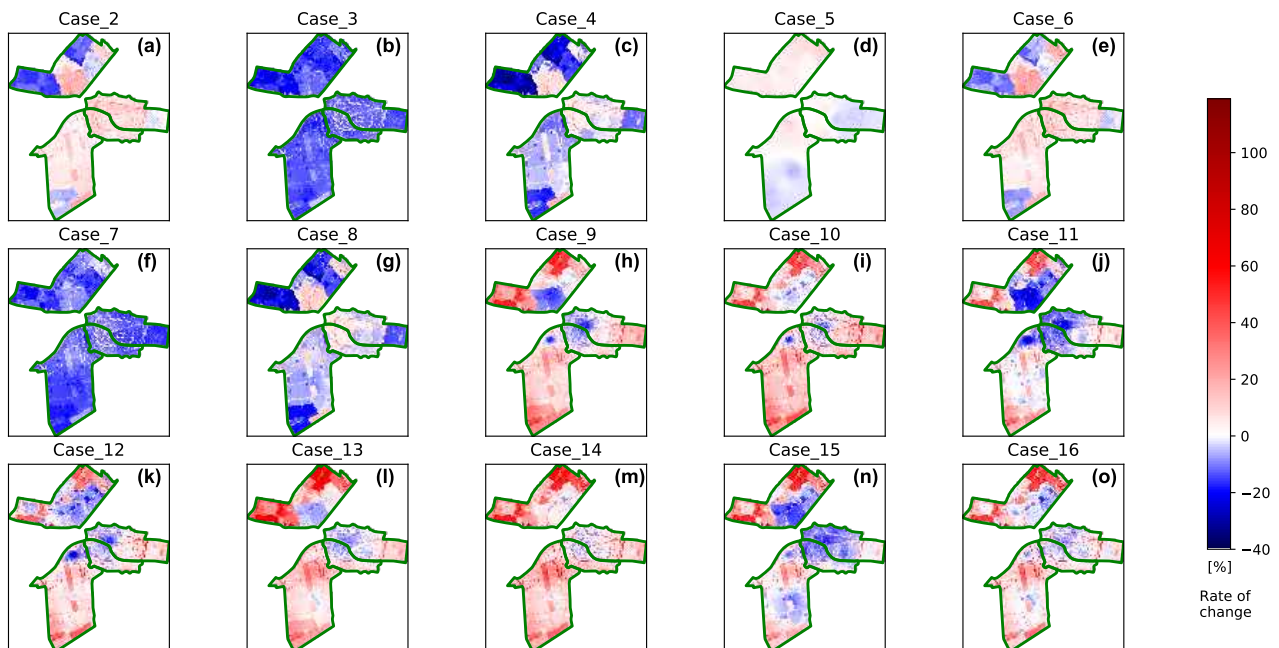 Case_2
Case_3
Case_4
Case_5
Case_6
(a)
(b)
(c)
(d)
(e)
Case_7
Case_8
Case_9
Case_10
Case_11
(f)
(g)
(h)
(i)
(j)
Case_12
Case_13
Case_14
Case_15
Case_16
(k)
(l)
(m)
(n)
(o)
100
80
60
40
20
0
−20
−40
[%]
Rate of
change